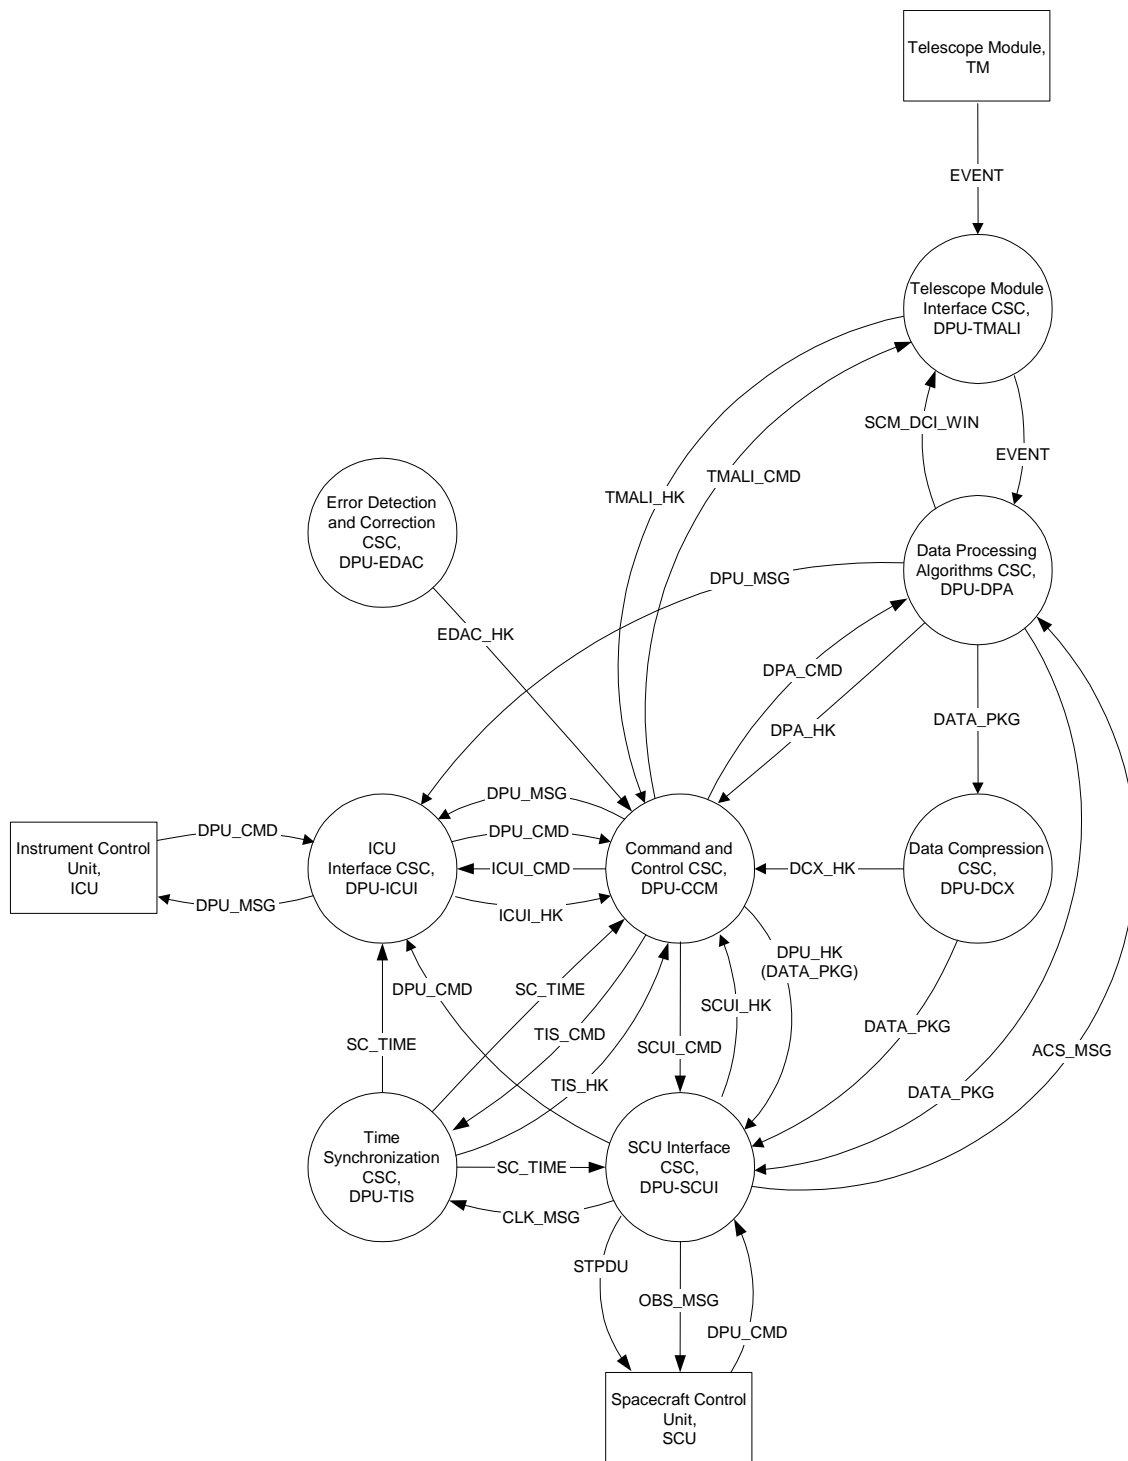 Telescope Module,
TM
EVENT
Telescope Module
Interface CSC,
DPU-TMALI
SCM_DCI_WIN
EVENT
TMALI_HK
TMALI_CMD
Error Detection
and Correction
CSC,
DPU-EDAC
Data Processing
Algorithms CSC,
DPU-DPA
DPU_MSG
EDAC_HK
DPA_CMD
DATA_PKG
DPA_HK
DPU_MSG
DPU_CMD
DPU_CMD
Instrument Control
Unit,
ICU
ICU
Interface CSC,
DPU-ICUI
ICUI_CMD
Command and
Control CSC,
DPU-CCM
DCX_HK
Data Compression
CSC,
DPU-DCX
DPU_MSG
ICUI_HK
DPU_HK
(DATA_PKG)
DPU_CMD
SC_TIME
SCUI_HK
DATA_PKG
TIS_CMD
SC_TIME
SCUI_CMD
ACS_MSG
TIS_HK
DATA_PKG
Time
Synchronization
CSC,
DPU-TIS
SC_TIME
SCU Interface
CSC,
DPU-SCUI
CLK_MSG
STPDU
OBS_MSG
DPU_CMD
Spacecraft Control
Unit,
SCU